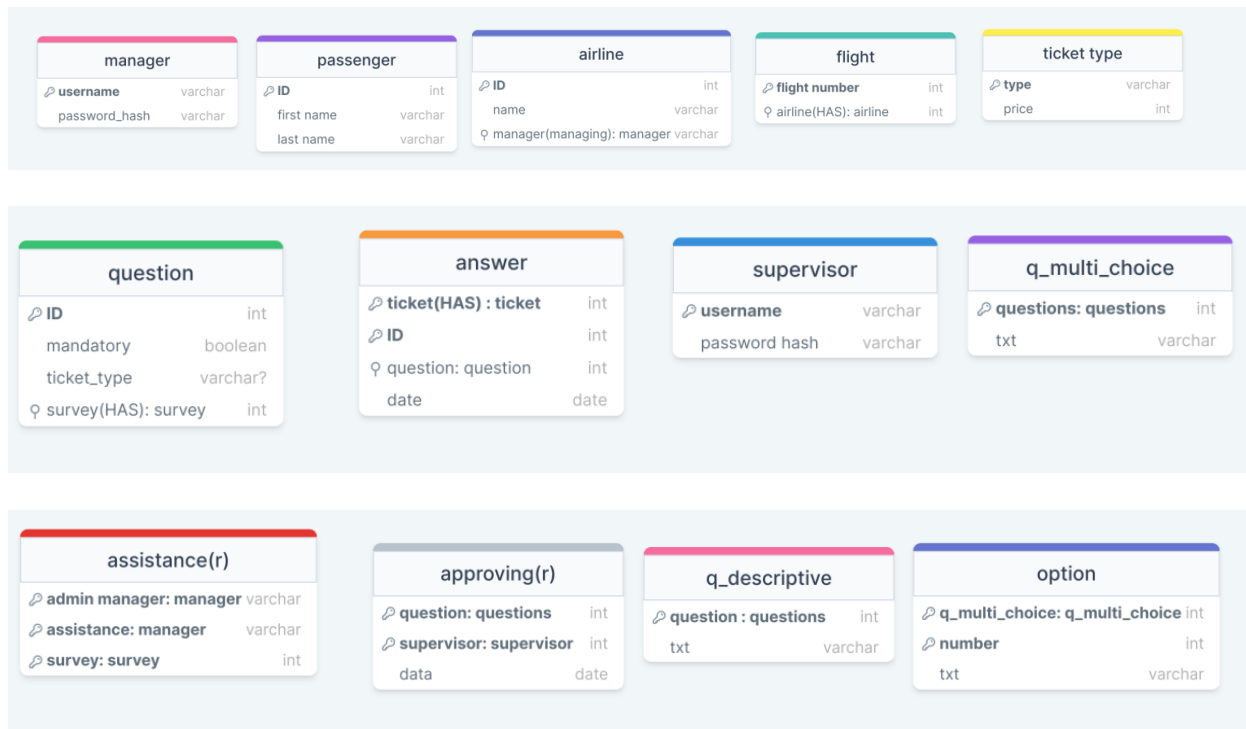 manager
username varchar
password_hash varchar
passenger
ID int
first name varchar
last name varchar
airline
ID int
name varchar
manager(managing): manager varchar
flight
flight number int
airline(HAS): airline int
ticket type
type varchar
price int
question
ID int
mandatory boolean
ticket_type varchar?
survey(HAS): survey int
answer
ticket(HAS) : ticket int
ID int
question: question int
date date
supervisor
username varchar
password hash varchar
q_multi_choice
questions: questions int
txt varchar
assistance(r)
admin manager: manager varchar
assistance: manager varchar
survey: survey int
approving(r)
question: questions int
supervisor: supervisor int
data date
q_descriptive
question : questions int
txt varchar
option
q_multi_choice: q_multi_choice int
number int
txt varchar